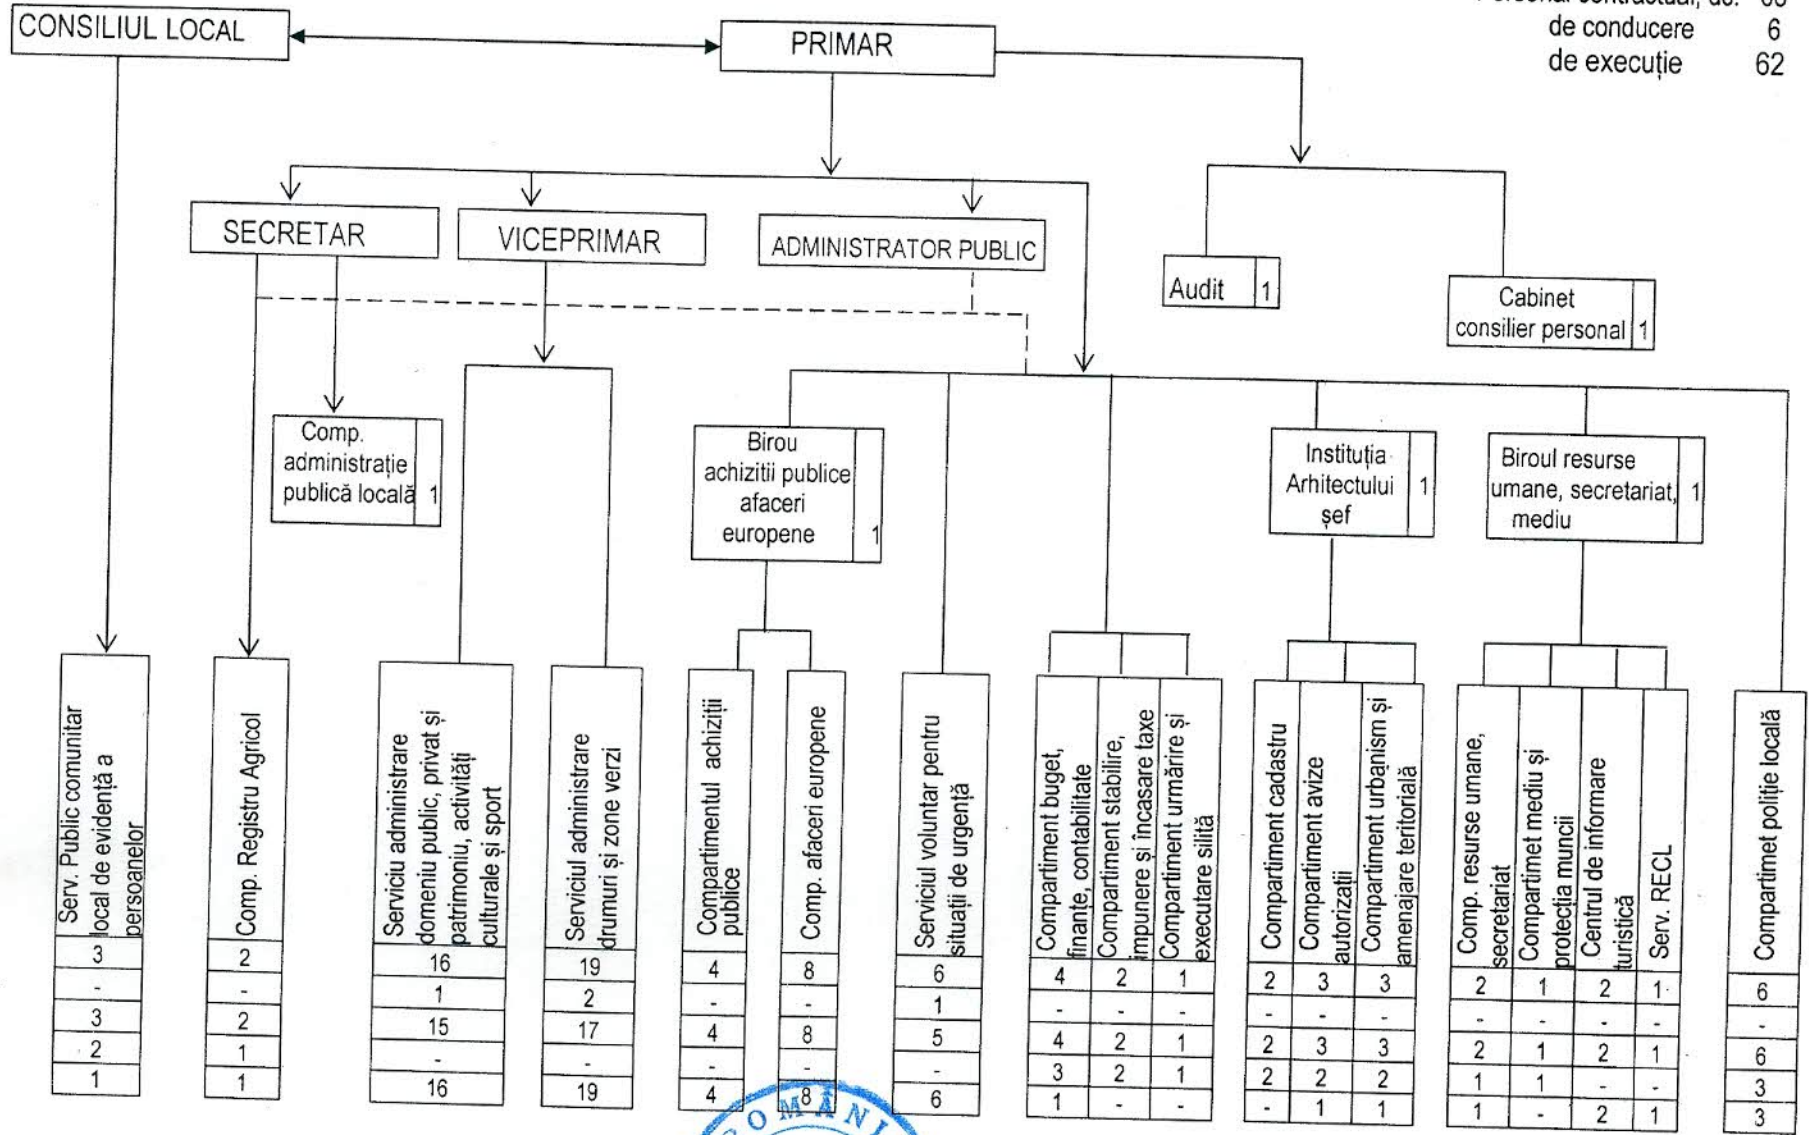 de conducere 6
de execuție 62
CONSILIUL LOCAL
PRIMAR
SECRETAR
VICEPRIMAR
ADMINISTRATOR PUBLIC
Audit 1
Cabinet
consilier personal 1
Comp.
administrație
publică locală 1
Birou
achizitii publice
afaceri
europene 1
Instituția
Arhitectului 1
șef
Biroul resurse
umane, secretariat, 1
mediu
Serv. Public comunitar
local de evidență a
persoanelor
3
-
3
2
1
Comp. Registru Agricol
2
-
2
1
1
Serviciu administrare
domeniu public, privat și
patrimoniu, activități
culturale și sport
16
1
15
-
16
Serviciul administrare
drumuri și zone verzi
19
2
17
-
19
Compartimentul achiziții
publice
4
-
4
-
4
Comp. afaceri europene
8
-
8
-
8
Serviciul voluntar pentru
situații de urgență
6
1
5
-
6
Compartiment buget,
finante, contabilitate
4
-
4
3
1
Compartiment stabilire,
impunere și încasare taxe
2
-
2
2
-
Compartiment urmărire și
executare silită
1
-
1
1
-
Compartiment cadastru
2
-
2
2
-
Compartiment avize
autorizații
3
-
3
2
1
Compartiment urbanism și
amenajare teritorială
3
-
3
2
1
Comp. resurse umane,
secretariat
2
-
2
1
1
Compartimet mediu și
protecția muncii
1
-
1
1
-
Centrul de informare
turistică
2
-
2
-
2
Serv. RECL
1
-
1
-
1
Compartimet poliție locală
6
-
6
3
3
ROMÂNI